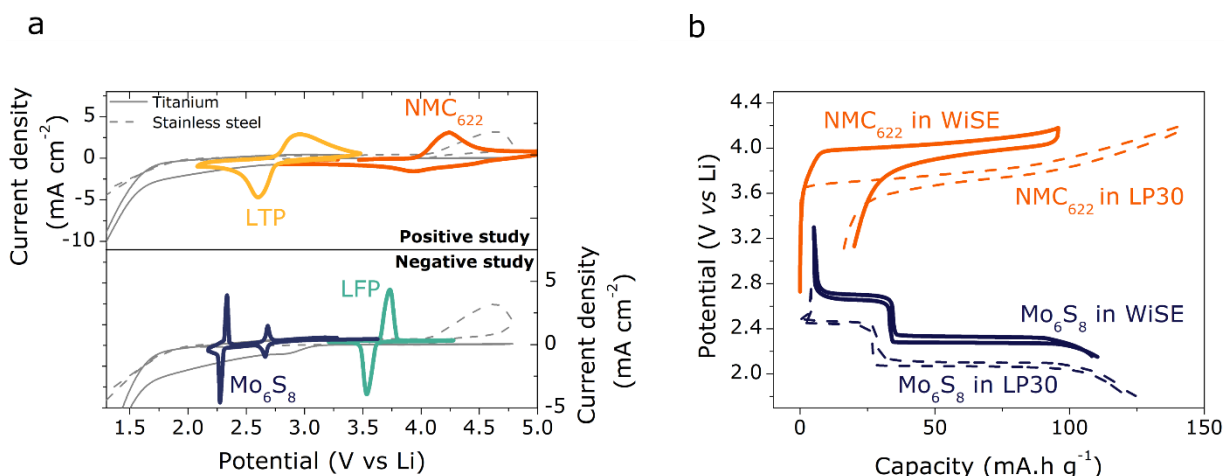 a
b
Current density
(mA cm-2)
5
0
-5
-10
Titanium
Stainless steel
NMC622
LTP
Positive study
Negative study
LFP
Mo6S8
5
0
-5
Current density
(mA cm-2)
1.5
2.0
2.5
3.0
3.5
4.0
4.5
5.0
Potential (V vs Li)
Potential (V vs Li)
4.4
4.0
3.6
3.2
2.8
2.4
2.0
NMC622 in WiSE
NMC622 in LP30
Mo6S8 in WiSE
Mo6S8 in LP30
0
50
100
150
Capacity (mA.h g-1)